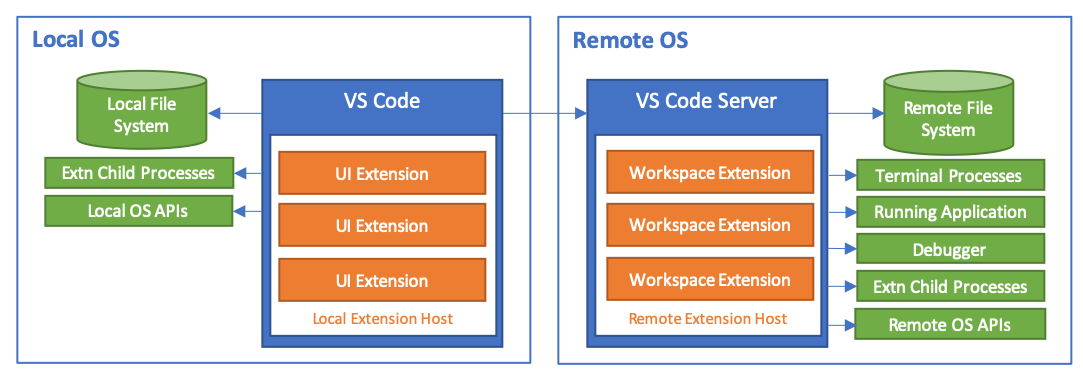 Local OS
Local File
System
Extn Child Processes
Local OS APIs
VS Code
UI Extension
UI Extension
UI Extension
Local Extension Host
Remote OS
VS Code Server
Workspace Extension
Workspace Extension
Workspace Extension
Remote Extension Host
Remote File
System
Terminal Processes
Running Application
Debugger
Extn Child Processes
Remote OS APIs